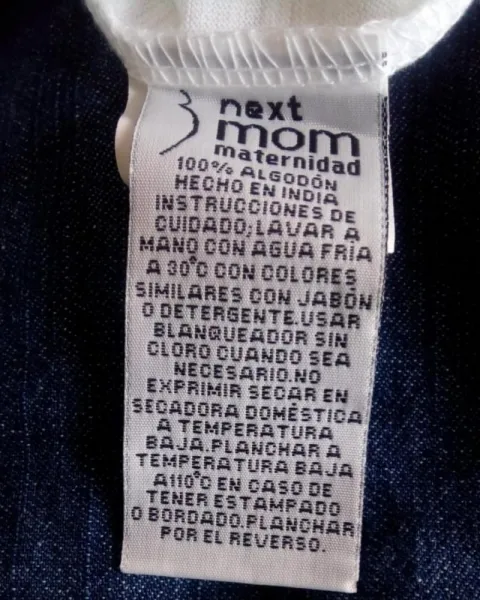 next
mom
maternidad
100% ALGODÓN
HECHO EN INDIA
INSTRUCCIONES DE
CUIDADO;LAVAR A
MANO CON AGUA FRÍA
A 30°C CON COLORES
SIMILARES CON JABÓN
O DETERGENTE.USAR
BLANQUEADOR SIN
CLORO CUANDO SEA
NECESARIO.NO
EXPRIMIR SECAR EN
SECADORA DOMÉSTICA
A TEMPERATURA
BAJA.PLANCHAR A
TEMPERATURA BAJA
A110°C EN CASO DE
TENER ESTAMPADO
O BORDADO.PLANCHAR
POR EL REVERSO.